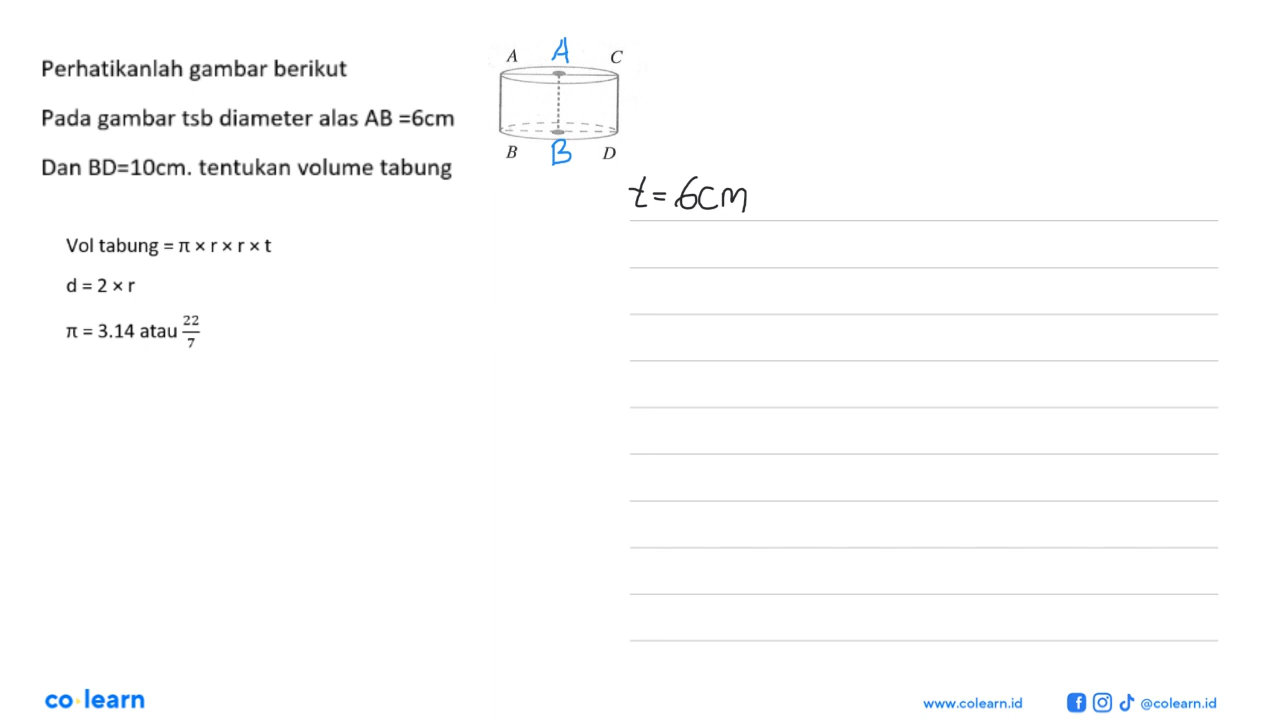 Perhatikanlah gambar berikut
Pada gambar tsb diameter alas AB =6cm
Dan BD=10cm. tentukan volume tabung
A A C
B B D
t = 6cm
Vol tabung = π × r × r × t
d = 2 × r
π = 3.14 atau 22/7
co·learn
www.colearn.id @colearn.id